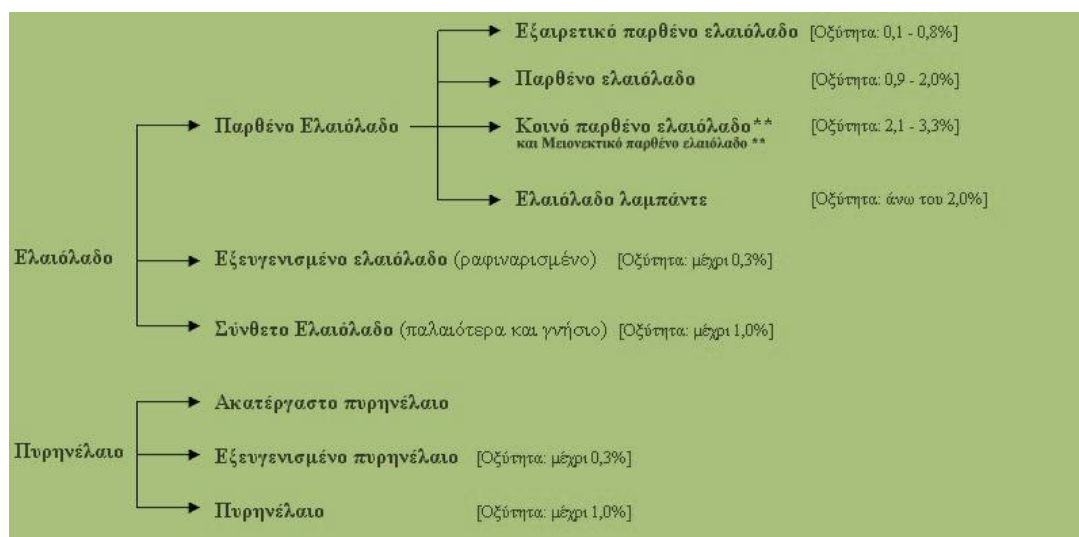 Εξαιρετικό παρθένο ελαιόλαδο [Οξύτητα: 0,1 - 0,8%]
Παρθένο ελαιόλαδο [Οξύτητα: 0,9 - 2,0%]
Παρθένο Ελαιόλαδο
Κοινό παρθένο ελαιόλαδο** [Οξύτητα: 2,1 - 3,3%]
και Μειονεκτικό παρθένο ελαιόλαδο **
Ελαιόλαδο λαμπάντε [Οξύτητα: άνω του 2,0%]
Ελαιόλαδο
Εξευγενισμένο ελαιόλαδο (ραφιναρισμένο) [Οξύτητα: μέχρι 0,3%]
Σύνθετο Ελαιόλαδο (παλαιότερα και γνήσιο) [Οξύτητα: μέχρι 1,0%]
Ακατέργαστο πυρηνέλαιο
Πυρηνέλαιο
Εξευγενισμένο πυρηνέλαιο [Οξύτητα: μέχρι 0,3%]
Πυρηνέλαιο [Οξύτητα: μέχρι 1,0%]